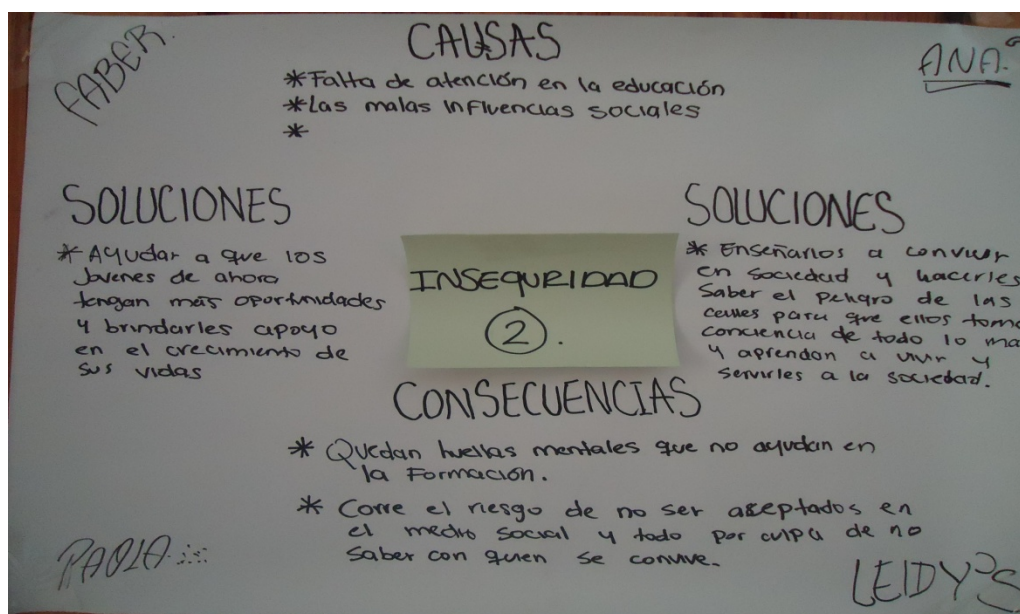 FABER.
CAUSAS
ANA.
* Falta de atención en la educación
* Las malas influencias sociales
*
SOLUCIONES
* Ayudar a que los
Jovenes de ahora
tengan más oportunidades
y brindarles apoyo
en el crecimiento de
sus vidas
INSEGURIDAD
2.
SOLUCIONES
* Enseñarlos a convivir
en sociedad y hacerles
Saber el peligro de las
calles para que ellos tome
conciencia de todo lo ma
y aprendan a vivir y
servirles a la sociedad.
CONSECUENCIAS
* Quedan huellas mentales que no ayudan en
la Formación.
* Corre el riesgo de no ser aseptados en
el medio social y todo por culpa de no
saber con quien se convive.
PAOLA
LEIDY'S